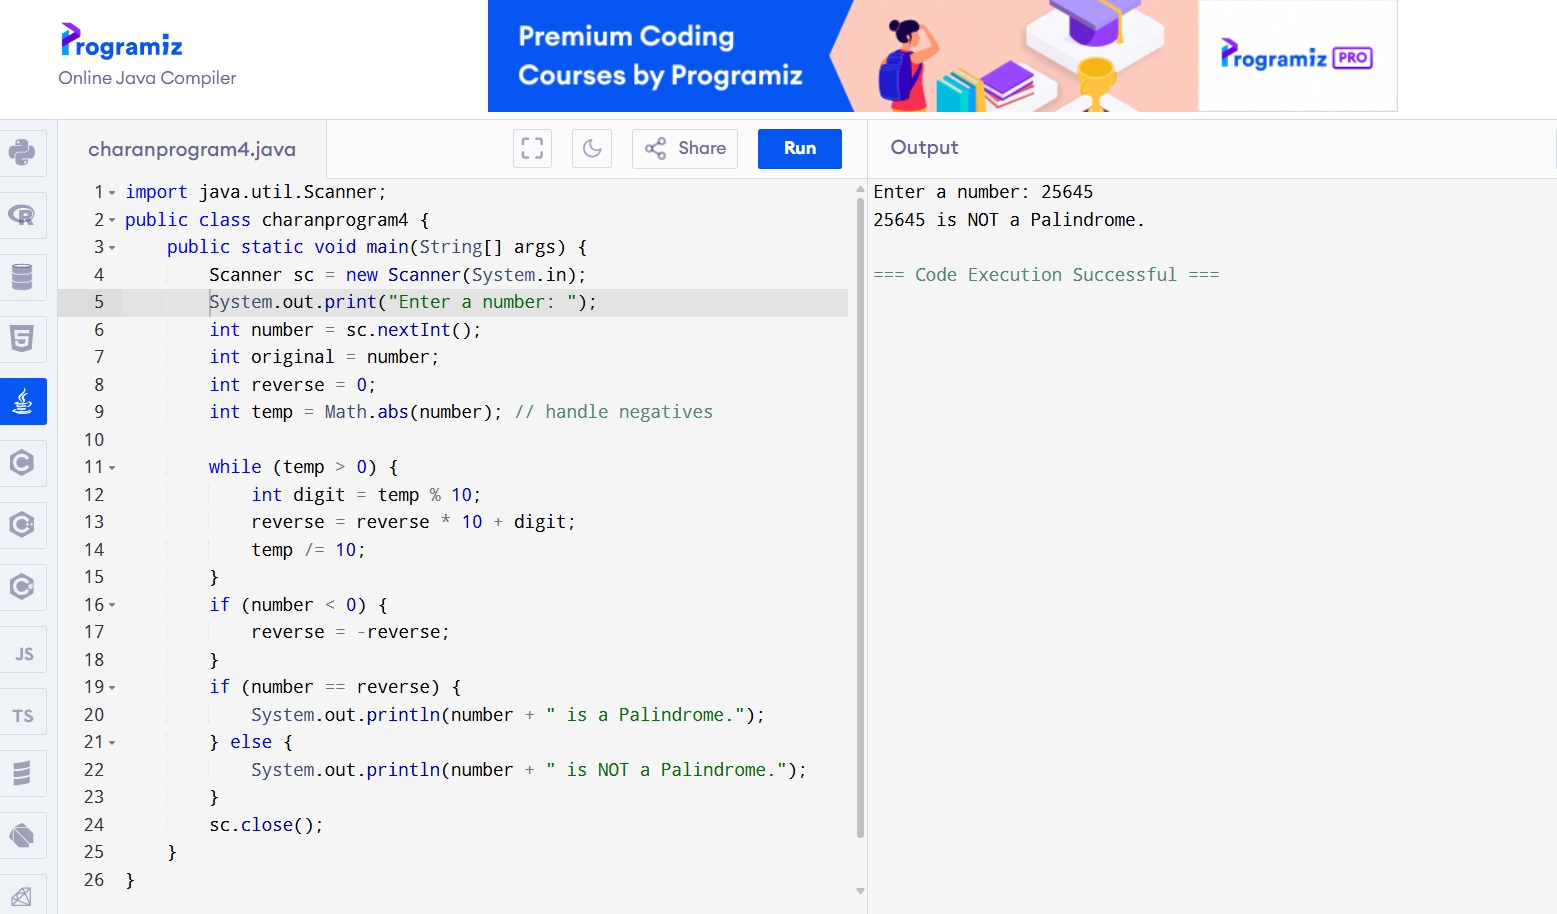 Programiz
Online Java Compiler
Premium Coding
Courses by Programiz
Programiz PRO
charanprogram4.java
Share
Run
Output
1 import java.util.Scanner;
2 public class charanprogram4 {
3     public static void main(String[] args) {
4         Scanner sc = new Scanner(System.in);
5         System.out.print("Enter a number: ");
6         int number = sc.nextInt();
7         int original = number;
8         int reverse = 0;
9         int temp = Math.abs(number); // handle negatives
10
11         while (temp > 0) {
12             int digit = temp % 10;
13             reverse = reverse * 10 + digit;
14             temp /= 10;
15         }
16         if (number < 0) {
17             reverse = -reverse;
18         }
19         if (number == reverse) {
20             System.out.println(number + " is a Palindrome.");
21         } else {
22             System.out.println(number + " is NOT a Palindrome.");
23         }
24         sc.close();
25     }
26 }
Enter a number: 25645
25645 is NOT a Palindrome.
=== Code Execution Successful ===
R
5
C
C
C
JS
TS